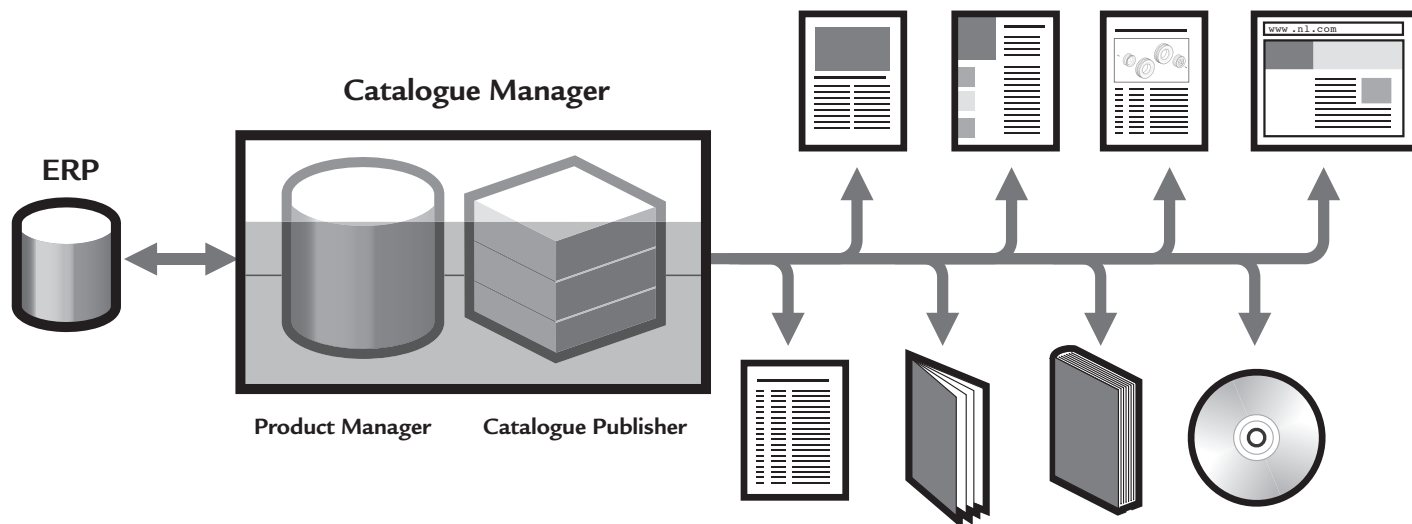 www.nl.com
Catalogue Manager
ERP
Product Manager
Catalogue Publisher